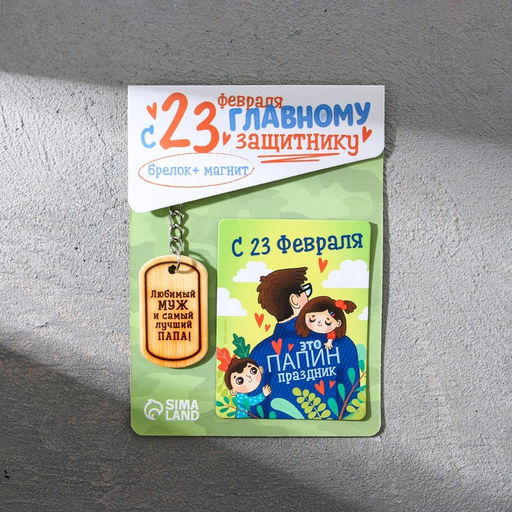 с 23 февраля
ГЛАВНОМУ
защитнику
брелок+ магнит
С 23 Февраля
Любимый
МУЖ
и самый
лучший
ПАПА!
ЭТО
ПАПИН
праздник
SIMA
LAND